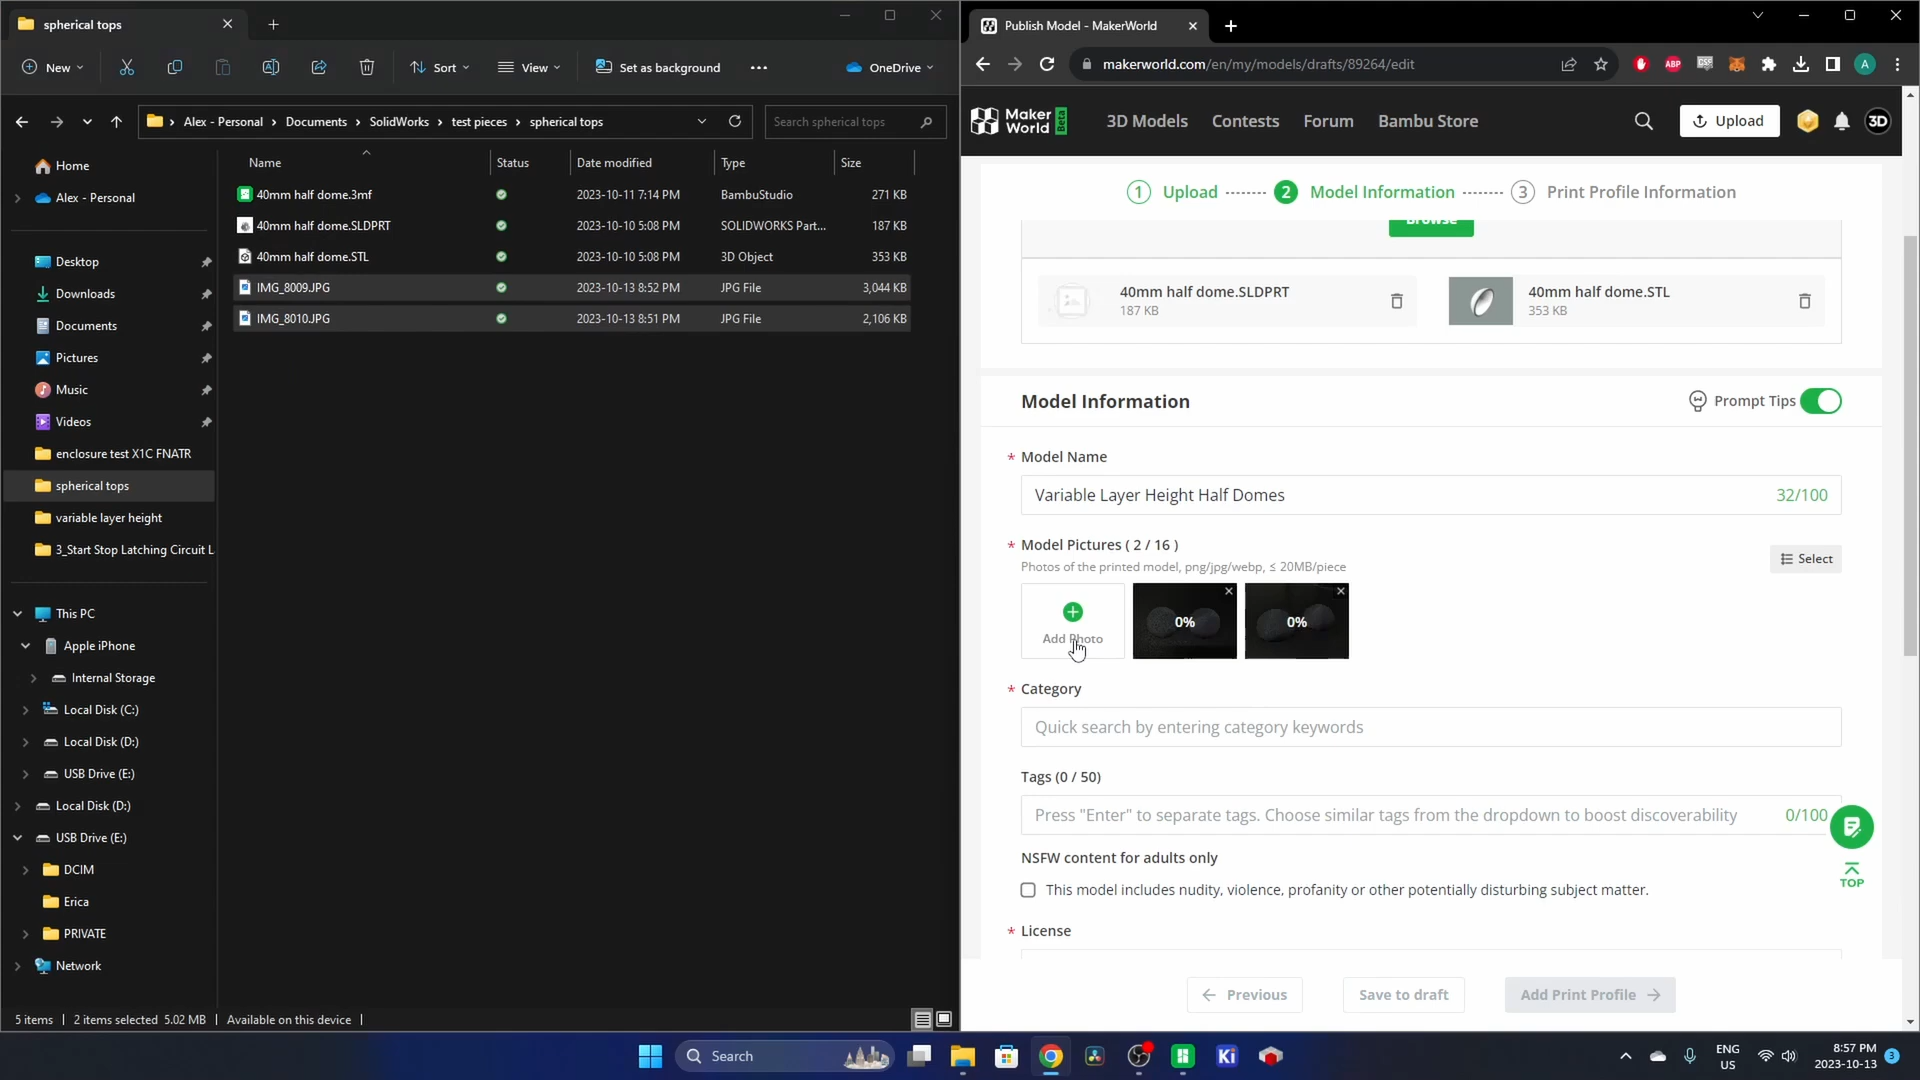 spherical tops
New
Sort
View
Set as background
OneDrive
Alex - Personal
Documents
SolidWorks
test pieces
spherical tops
Search spherical tops
Name
Status
Date modified
Type
Size
40mm half dome.3mf
2023-10-11 7:14 PM
BambuStudio
271 KB
40mm half dome.SLDPRT
2023-10-10 5:08 PM
SOLIDWORKS Part...
187 KB
40mm half dome.STL
2023-10-10 5:08 PM
3D Object
353 KB
IMG_8009.JPG
2023-10-13 8:52 PM
JPG File
3,044 KB
IMG_8010.JPG
2023-10-13 8:51 PM
JPG File
2,106 KB
Home
Alex - Personal
Desktop
Downloads
Documents
Pictures
Music
Videos
enclosure test X1C FNATR
spherical tops
variable layer height
3_Start Stop Latching Circuit L
This PC
Apple iPhone
Internal Storage
Local Disk (C:)
Local Disk (D:)
USB Drive (E:)
Local Disk (D:)
USB Drive (E:)
DCIM
Erica
PRIVATE
Network
5 items
2 items selected 5.02 MB
Available on this device
Publish Model - MakerWorld
makerworld.com/en/my/models/drafts/89264/edit
ABP
A
Maker World Beta
3D Models
Contests
Forum
Bambu Store
Upload
3D
1 Upload
2 Model Information
3 Print Profile Information
Browse
40mm half dome.SLDPRT
187 KB
40mm half dome.STL
353 KB
Model Information
Prompt Tips
* Model Name
Variable Layer Height Half Domes
32/100
* Model Pictures ( 2 / 16 )
Photos of the printed model, png/jpg/webp, ≤ 20MB/piece
Select
Add Photo
0%
0%
* Category
Quick search by entering category keywords
Tags (0 / 50)
Press "Enter" to separate tags. Choose similar tags from the dropdown to boost discoverability
0/100
NSFW content for adults only
This model includes nudity, violence, profanity or other potentially disturbing subject matter.
TOP
* License
Previous
Save to draft
Add Print Profile
Search
Ki
ENG
US
8:57 PM
2023-10-13
3